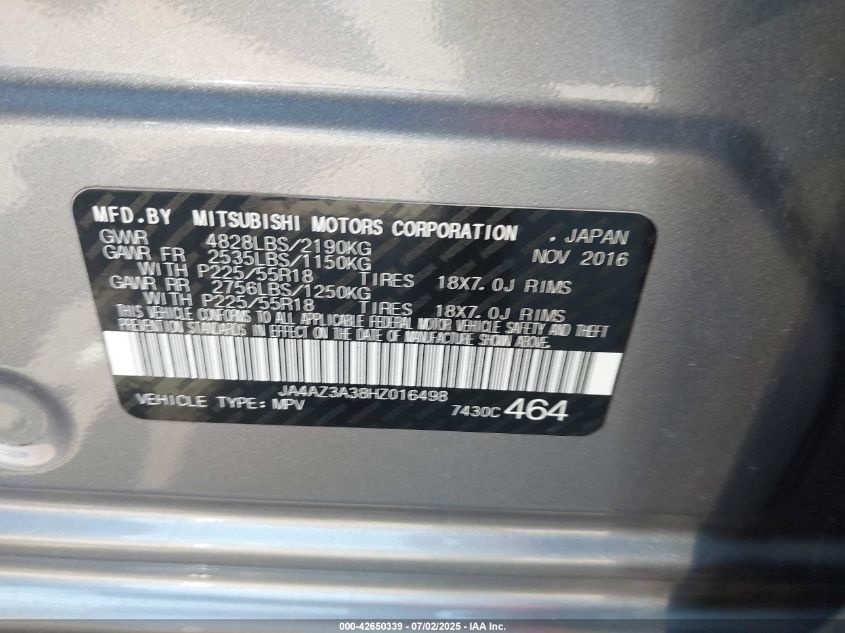 MFD.BY MITSUBISHI MOTORS CORPORATION . JAPAN
GVWR 4828LBS/2190KG NOV 2016
GAWR FR 2535LBS/1150KG
WITH P225/55R18 TIRES 18X7.0J RIMS
GAWR RR 2756LBS/1250KG
WITH P225/55R18 TIRES 18X7.0J RIMS
THIS VEHICLE CONFORMS TO ALL APPLICABLE FEDERAL MOTOR VEHICLE SAFETY AND THEFT
PREVENTION STANDARDS IN EFFECT ON THE DATE OF MANUFACTURE SHOWN ABOVE.
JA4AZ3A38HZ016498
VEHICLE TYPE: MPV 7430C 464
000-42650339 - 07/02/2025 - IAA Inc.